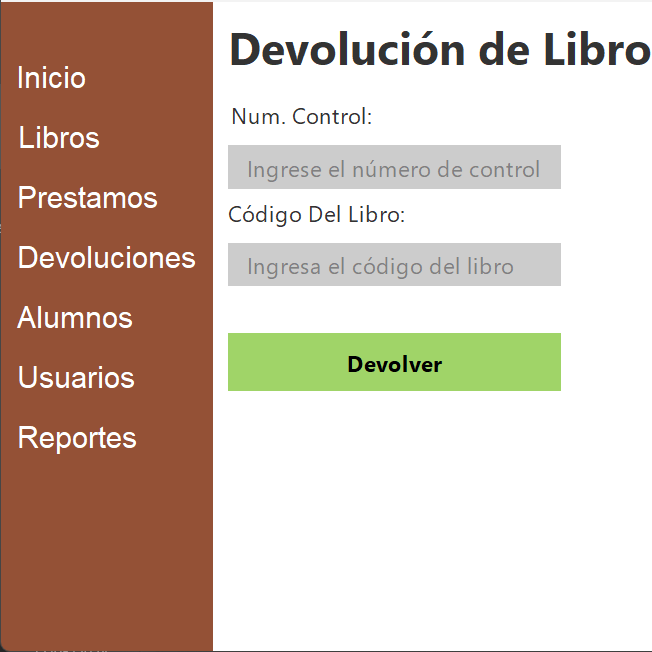 Inicio
Libros
Prestamos
Devoluciones
Alumnos
Usuarios
Reportes
Devolución de Libro
Num. Control:
Ingrese el número de control
Código Del Libro:
Ingresa el código del libro
Devolver